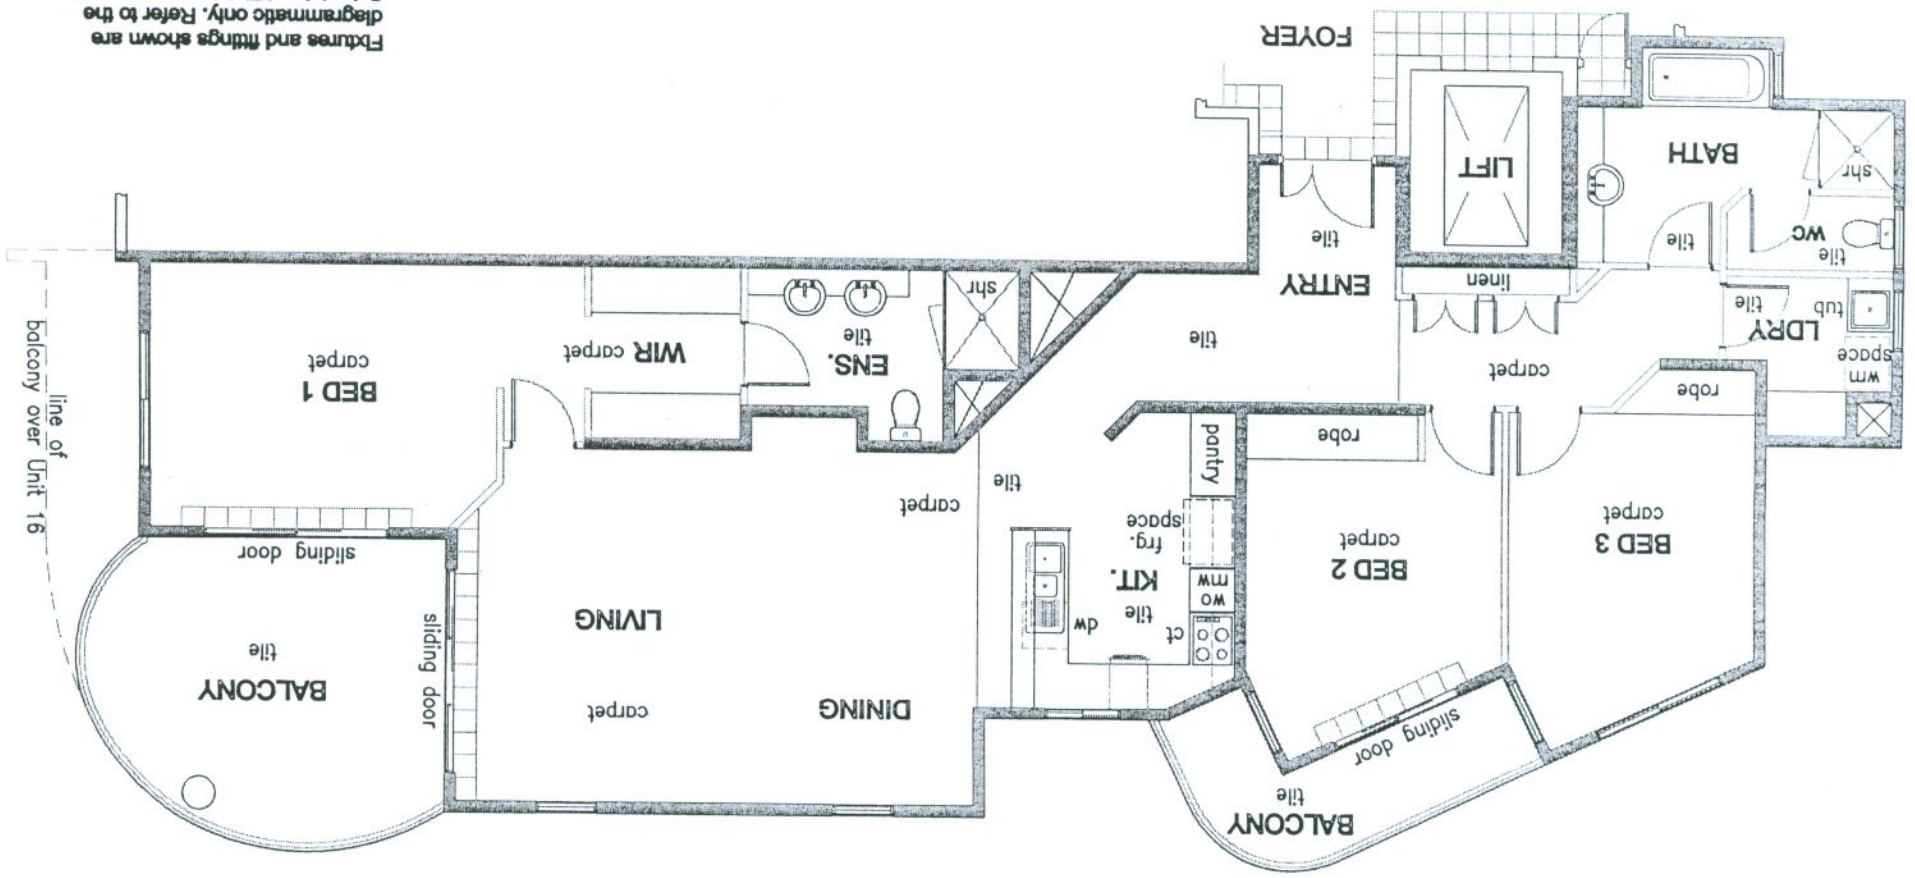 BALCONY
tile
sliding door
BED 3
carpet
robe
BED 2
carpet
robe
KIT.
tile
ct
wo
mw
frg.
space
pantry
dw
tile
DINING
carpet
LIVING
carpet
sliding door
BALCONY
tile
sliding door
line of
balcony over Unit 16
BED 1
carpet
WIR carpet
ENS.
tile
shr
wm
space
LDRY
tub
tile
carpet
linen
tile
ENTRY
tile
WC
tile
tile
shr
BATH
LIFT
FOYER
Fixtures and fittings shown are
diagrammatic only. Refer to the